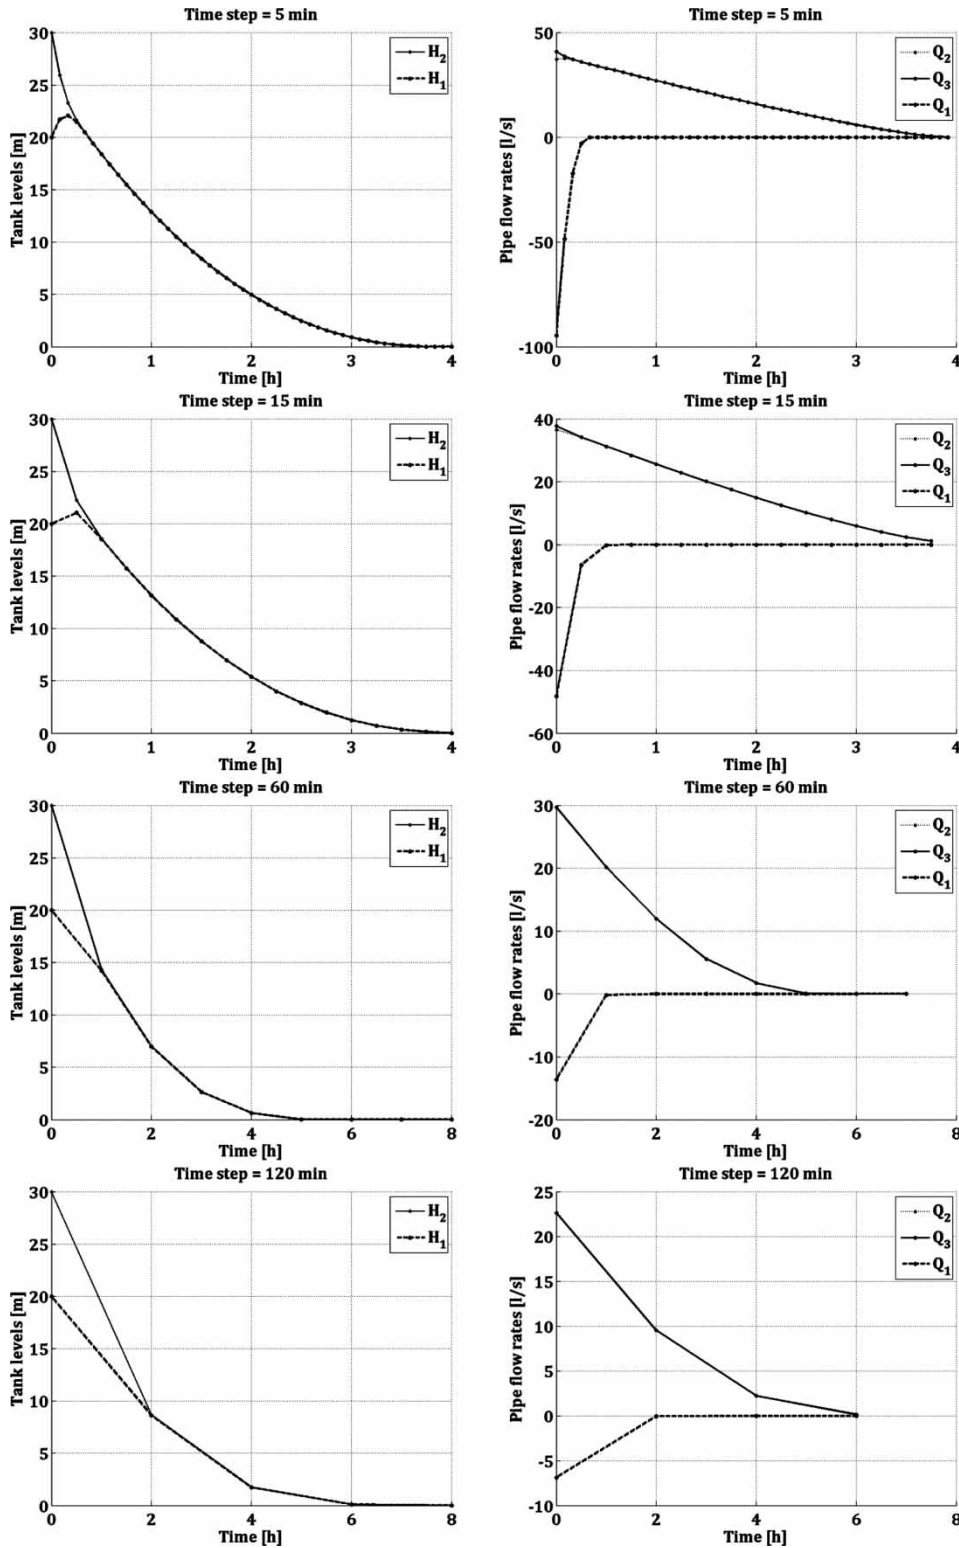 Time step = 5 min
Tank levels [m]
30
25
20
15
10
5
0
0 1 2 3 4
Time [h]
H2
H1
Time step = 5 min
Pipe flow rates [l/s]
50
0
-50
-100
0 1 2 3 4
Time [h]
Q2
Q3
Q1
Time step = 15 min
Tank levels [m]
30
25
20
15
10
5
0
0 1 2 3 4
Time [h]
H2
H1
Time step = 15 min
Pipe flow rates [l/s]
40
20
0
-20
-40
-60
0 1 2 3 4
Time [h]
Q2
Q3
Q1
Time step = 60 min
Tank levels [m]
30
25
20
15
10
5
0
0 2 4 6 8
Time [h]
H2
H1
Time step = 60 min
Pipe flow rates [l/s]
30
20
10
0
-10
-20
0 2 4 6 8
Time [h]
Q2
Q3
Q1
Time step = 120 min
Tank levels [m]
30
25
20
15
10
5
0
0 2 4 6 8
Time [h]
H2
H1
Time step = 120 min
Pipe flow rates [l/s]
25
20
15
10
5
0
-5
-10
0 2 4 6 8
Time [h]
Q2
Q3
Q1